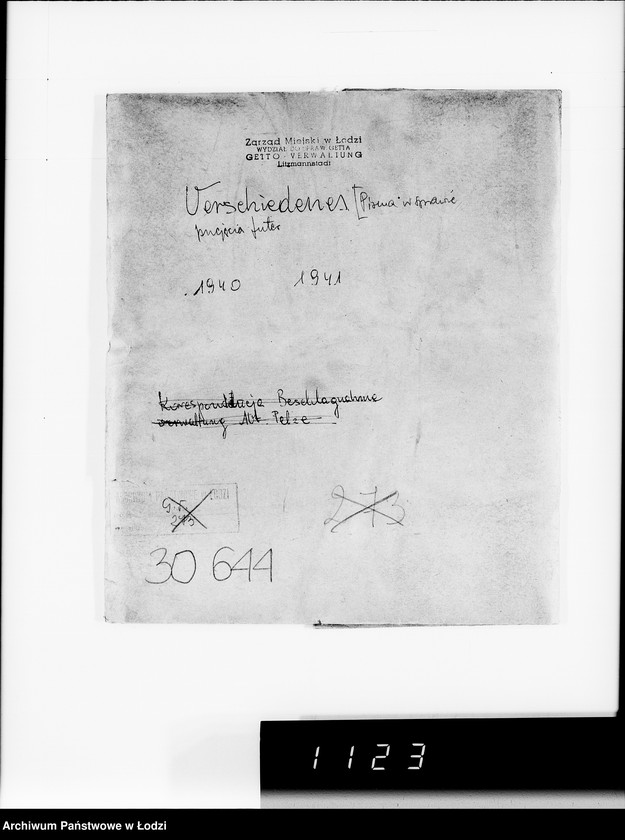 Zarząd Miejski w Łodzi
WYDZIAŁ DO SPRAW GETTA
GETTO-VERWALTUNG
Litzmannstadt
Verschiedenes [Pisma w sprawie
przyjęcia futer
1940 1941
Korespondencja Beschlagnahme
verwaltung Abt Pelze
G.V.
273
273
30 644
1123
Archiwum Państwowe w Łodzi